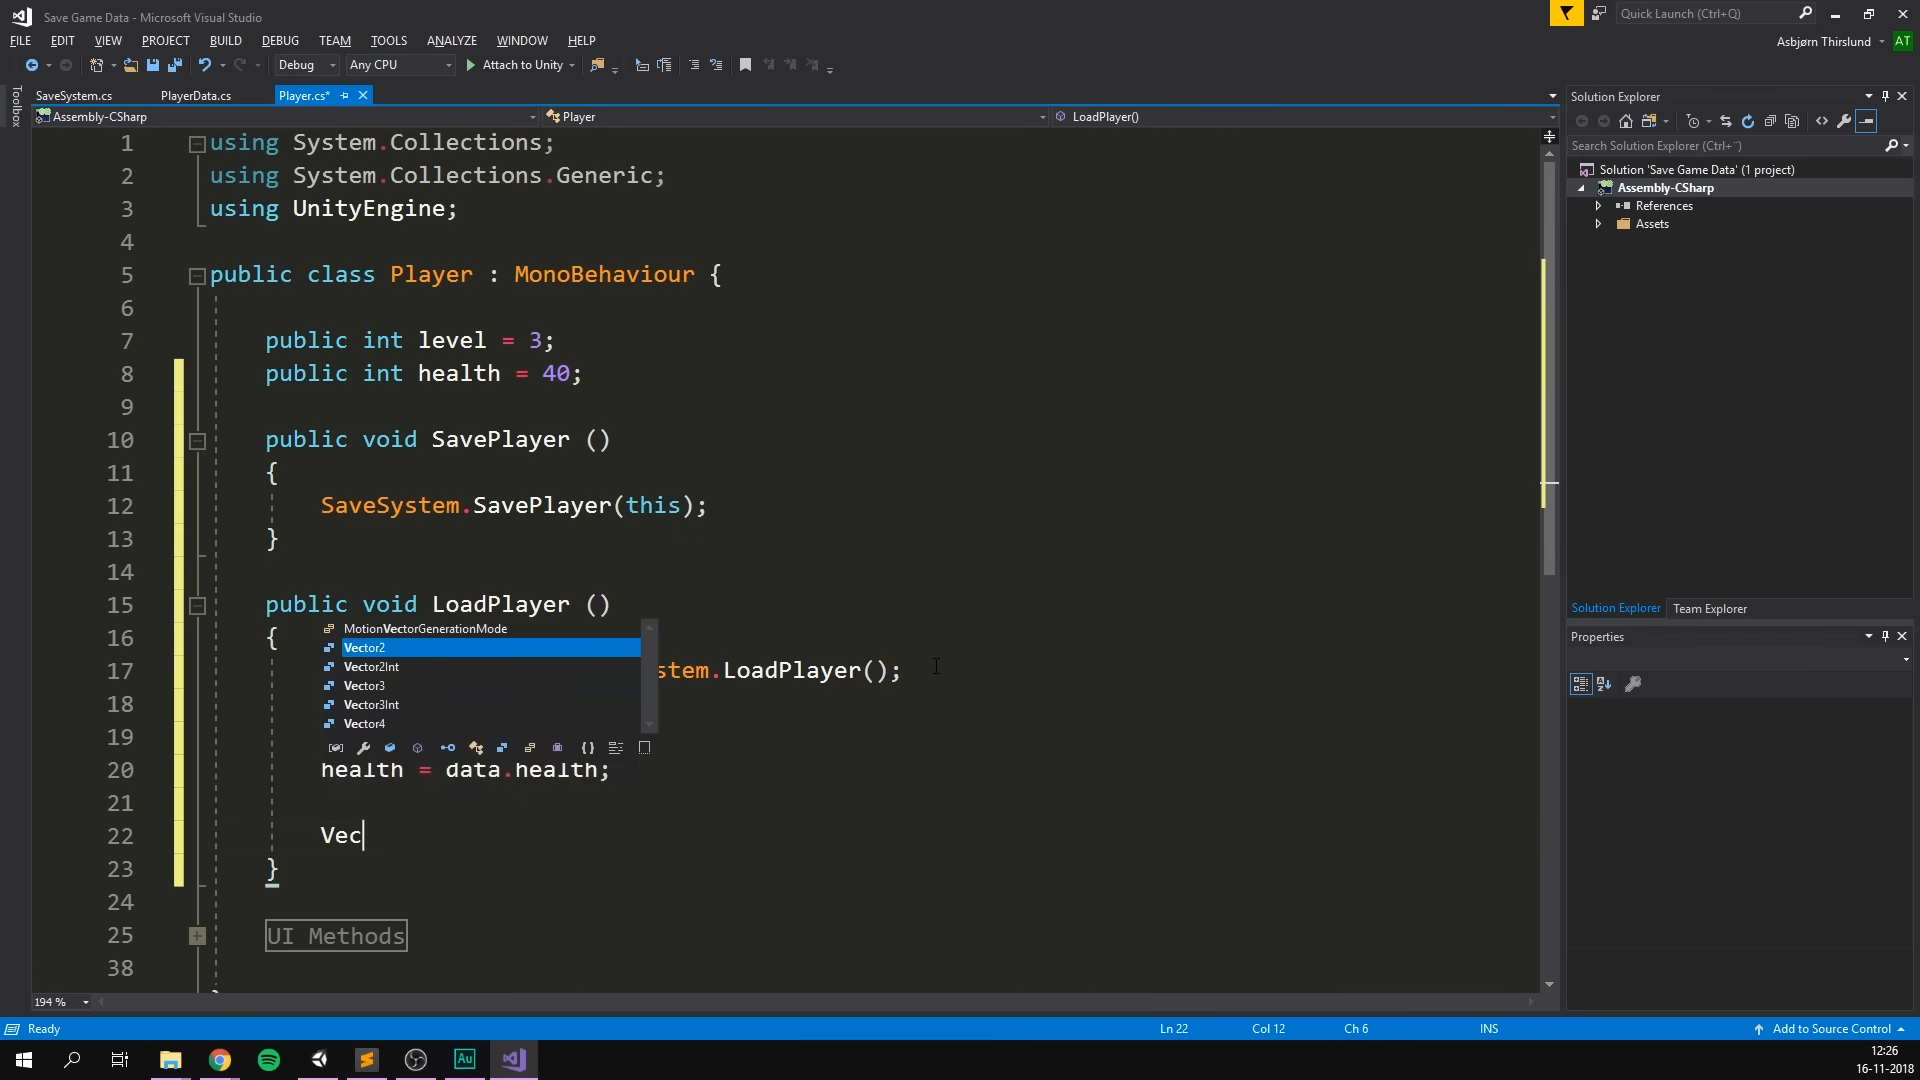 Save Game Data - Microsoft Visual Studio
Quick Launch (Ctrl+Q)
FILE EDIT VIEW PROJECT BUILD DEBUG TEAM TOOLS ANALYZE WINDOW HELP
Asbjørn Thirslund AT
Debug Any CPU Attach to Unity
Toolbox
SaveSystem.cs PlayerData.cs Player.cs*
Assembly-CSharp Player LoadPlayer()
1 using System.Collections;
2 using System.Collections.Generic;
3 using UnityEngine;
4
5 public class Player : MonoBehaviour {
6
7 public int level = 3;
8 public int health = 40;
9
10 public void SavePlayer ()
11 {
12 SaveSystem.SavePlayer(this);
13 }
14
15 public void LoadPlayer ()
16 {
17 stem.LoadPlayer();
18
19
20 health = data.health;
21
22 Vec
23 }
24
25 UI Methods
38
MotionVectorGenerationMode
Vector2
Vector2Int
Vector3
Vector3Int
Vector4
194 %
Solution Explorer
Search Solution Explorer (Ctrl+¨)
Solution 'Save Game Data' (1 project)
Assembly-CSharp
References
Assets
Solution Explorer Team Explorer
Properties
Ready Ln 22 Col 12 Ch 6 INS Add to Source Control
Au
12:26
16-11-2018